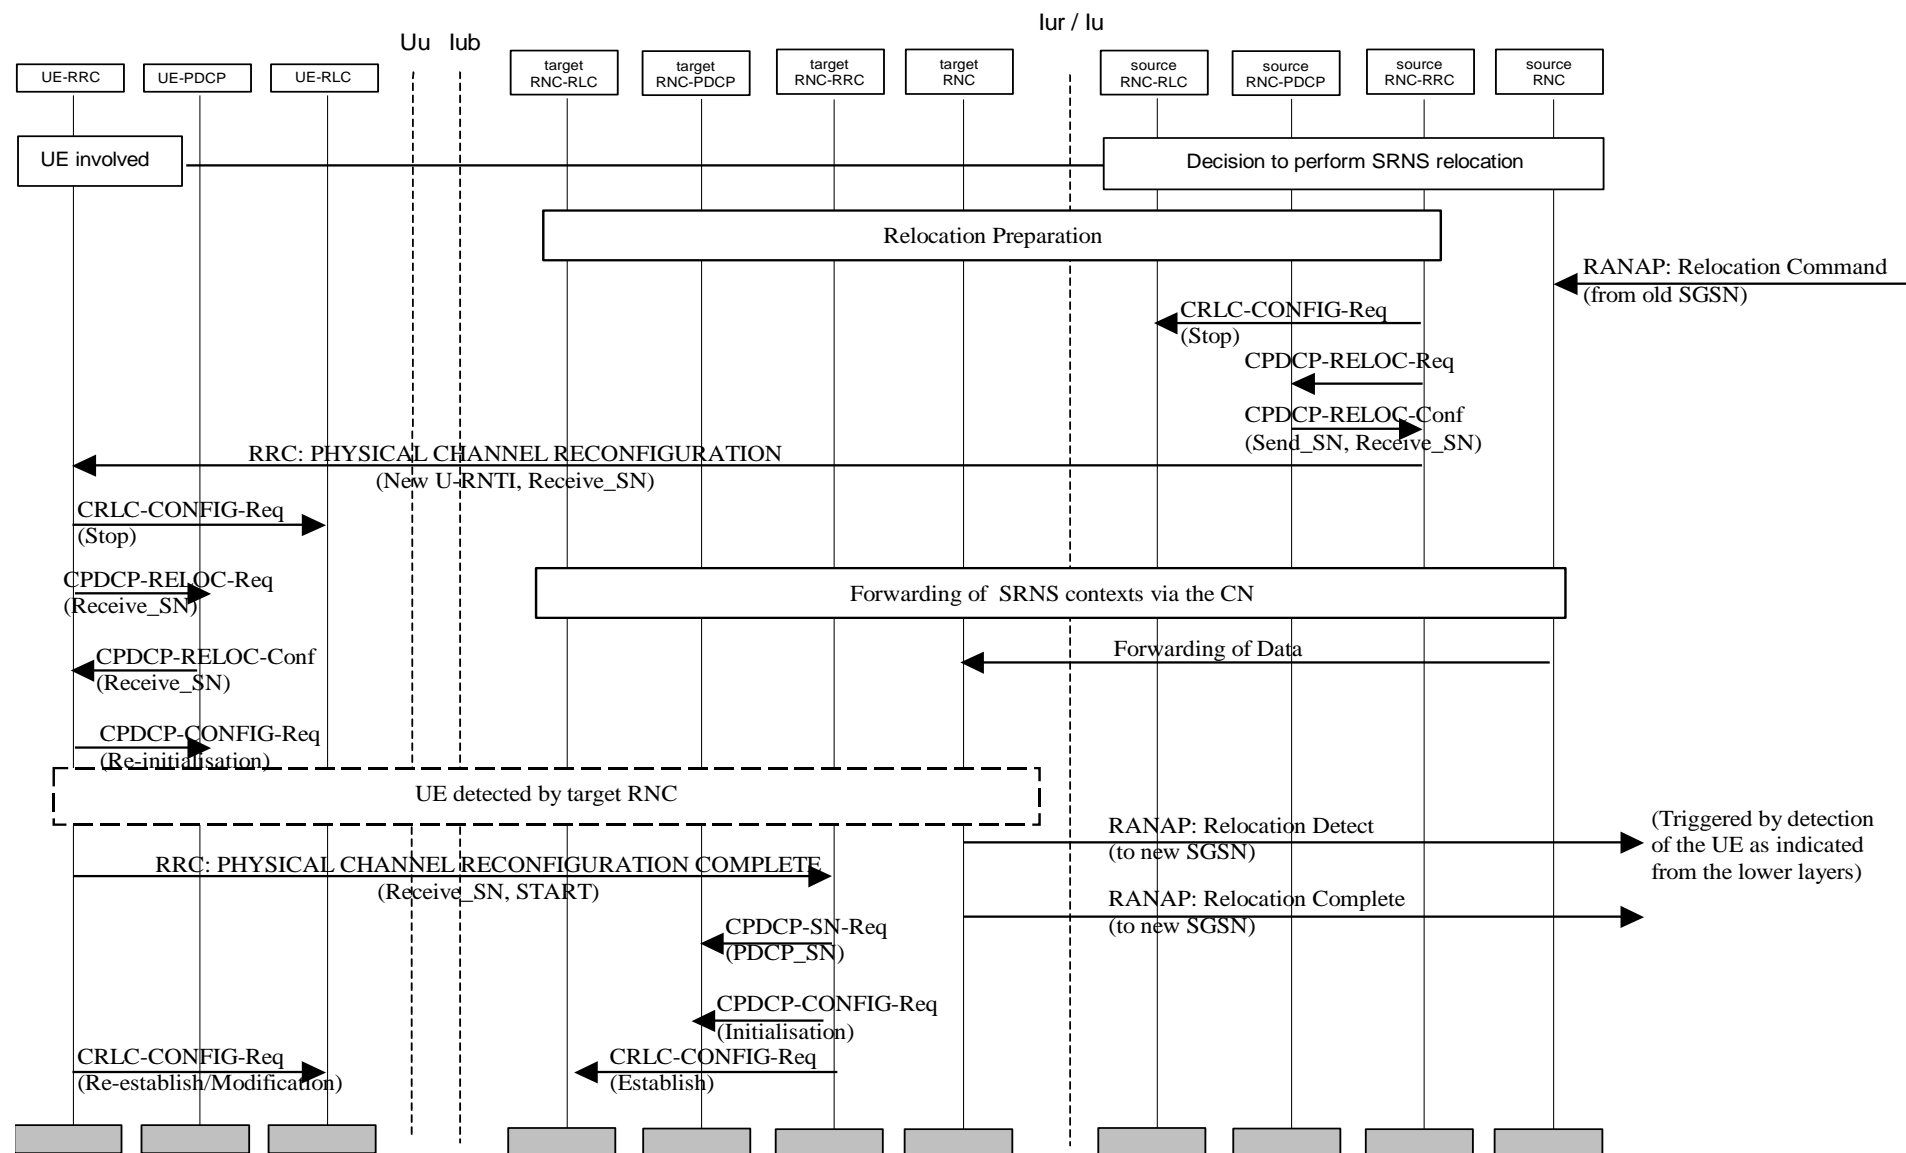 Iur / Iu
Uu Iub
UE-RRC
UE-PDCP
UE-RLC
target
RNC-RLC
target
RNC-PDCP
target
RNC-RRC
target
RNC
source
RNC-RLC
source
RNC-PDCP
source
RNC-RRC
source
RNC
UE involved
Decision to perform SRNS relocation
Relocation Preparation
RANAP: Relocation Command
(from old SGSN)
CRLC-CONFIG-Req
(Stop)
CPDCP-RELOC-Req
CPDCP-RELOC-Conf
(Send_SN, Receive_SN)
RRC: PHYSICAL CHANNEL RECONFIGURATION
(New U-RNTI, Receive_SN)
CRLC-CONFIG-Req
(Stop)
CPDCP-RELOC-Req
(Receive_SN)
Forwarding of SRNS contexts via the CN
Forwarding of Data
CPDCP-RELOC-Conf
(Receive_SN)
CPDCP-CONFIG-Req
(Re-initialisation)
UE detected by target RNC
RANAP: Relocation Detect
(to new SGSN)
(Triggered by detection
of the UE as indicated
from the lower layers)
RRC: PHYSICAL CHANNEL RECONFIGURATION COMPLETE
(Receive_SN, START)
RANAP: Relocation Complete
(to new SGSN)
CPDCP-SN-Req
(PDCP_SN)
CPDCP-CONFIG-Req
(Initialisation)
CRLC-CONFIG-Req
(Re-establish/Modification)
CRLC-CONFIG-Req
(Establish)